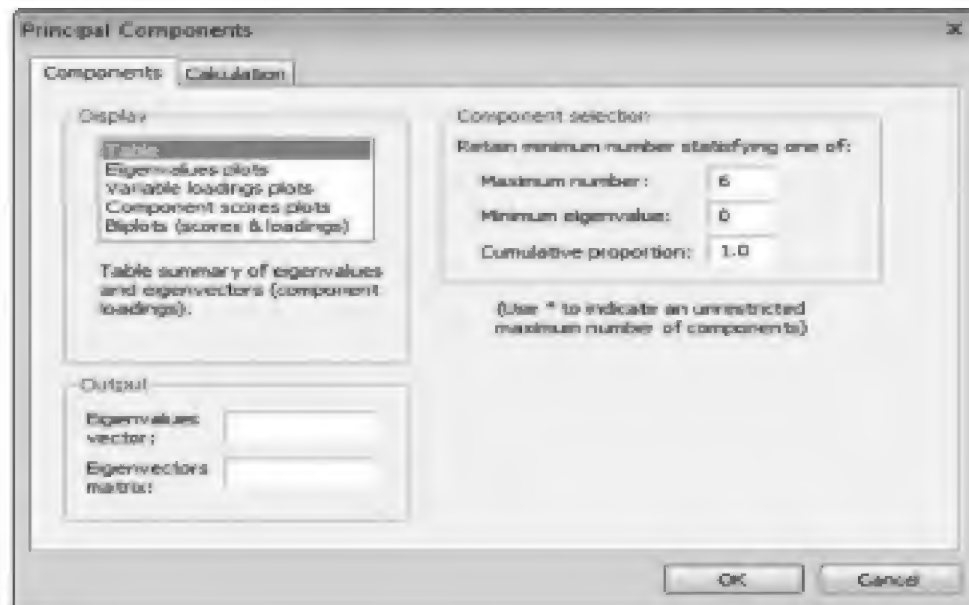 Principal Components
Components
Calculation
Display
Table
Eigenvalues plots
Variable loadings plots
Component scores plots
Biplots (scores & loadings)
Table summary of eigenvalues
and eigenvectors (component
loadings).
Component selection
Retain minimum number statisfying one of:
Maximum number: 6
Minimum eigenvalue: 0
Cumulative proportion: 1.0
(Use * to indicate an unrestricted
maximum number of components)
Output
Eigenvalues
vector:
Eigenvectors
matrix:
OK
Cancel